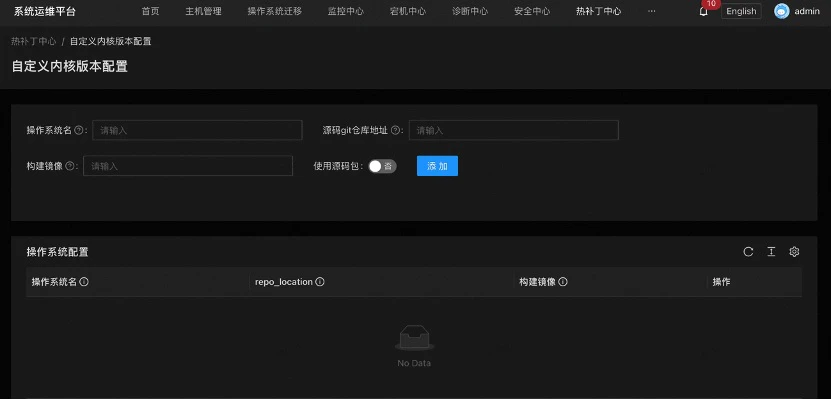 系统运维平台 首页 主机管理 操作系统迁移 监控中心 宕机中心 诊断中心 安全中心 热补丁中心 ··· 10 English admin
热补丁中心 / 自定义内核版本配置
自定义内核版本配置
操作系统名 : 请输入 源码git仓库地址 : 请输入
构建镜像 : 请输入 使用源码包: 否 添 加
操作系统配置
操作系统名 repo_location 构建镜像 操作
No Data